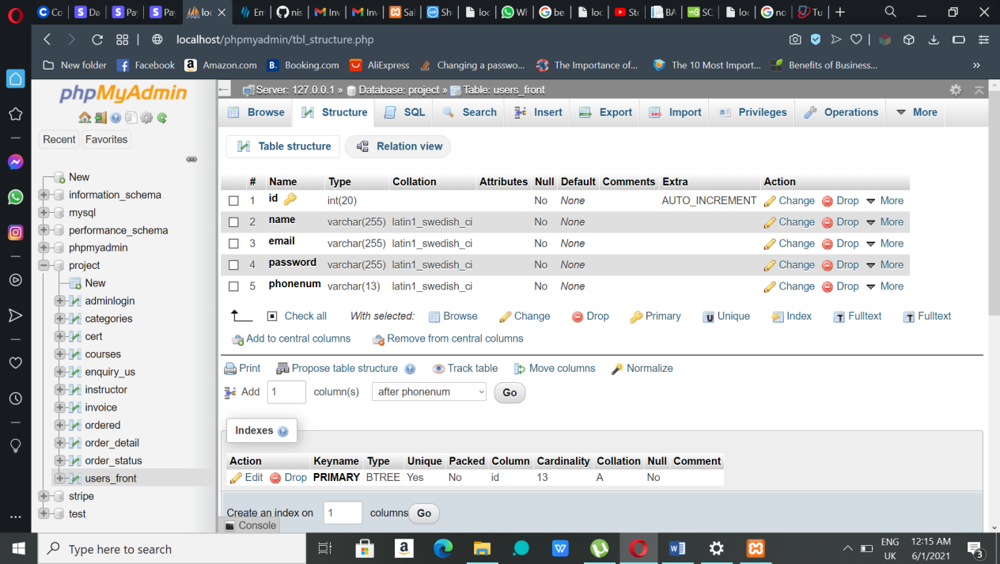 Co
Da
Pay
Pay
loc
Em
nis
Inv
Inv
Sal
Sh
loc
Wh
be
loc
Ste
BA
SC
loc
no
Tu
localhost/phpmyadmin/tbl_structure.php
New folder Facebook Amazon.com Booking.com AliExpress Changing a passwo... The Importance of... The 10 Most Import... Benefits of Business... »
phpMyAdmin
Recent Favorites
New
information_schema
mysql
performance_schema
phpmyadmin
project
New
adminlogin
categories
cert
courses
enquiry_us
instructor
invoice
ordered
order_detail
order_status
users_front
stripe
test
Server: 127.0.0.1 » Database: project » Table: users_front
Browse Structure SQL Search Insert Export Import Privileges Operations More
Table structure Relation view
# Name Type Collation Attributes Null Default Comments Extra Action
1 id int(20) No None AUTO_INCREMENT Change Drop More
2 name varchar(255) latin1_swedish_ci No None Change Drop More
3 email varchar(255) latin1_swedish_ci No None Change Drop More
4 password varchar(255) latin1_swedish_ci No None Change Drop More
5 phonenum varchar(13) latin1_swedish_ci No None Change Drop More
Check all With selected: Browse Change Drop Primary Unique Index Fulltext Fulltext
Add to central columns Remove from central columns
Print Propose table structure Track table Move columns Normalize
Add 1 column(s) after phonenum Go
Indexes
Action Keyname Type Unique Packed Column Cardinality Collation Null Comment
Edit Drop PRIMARY BTREE Yes No id 13 A No
Create an index on 1 columns Go
Console
Type here to search
ENG
UK
12:15 AM
6/1/2021
3